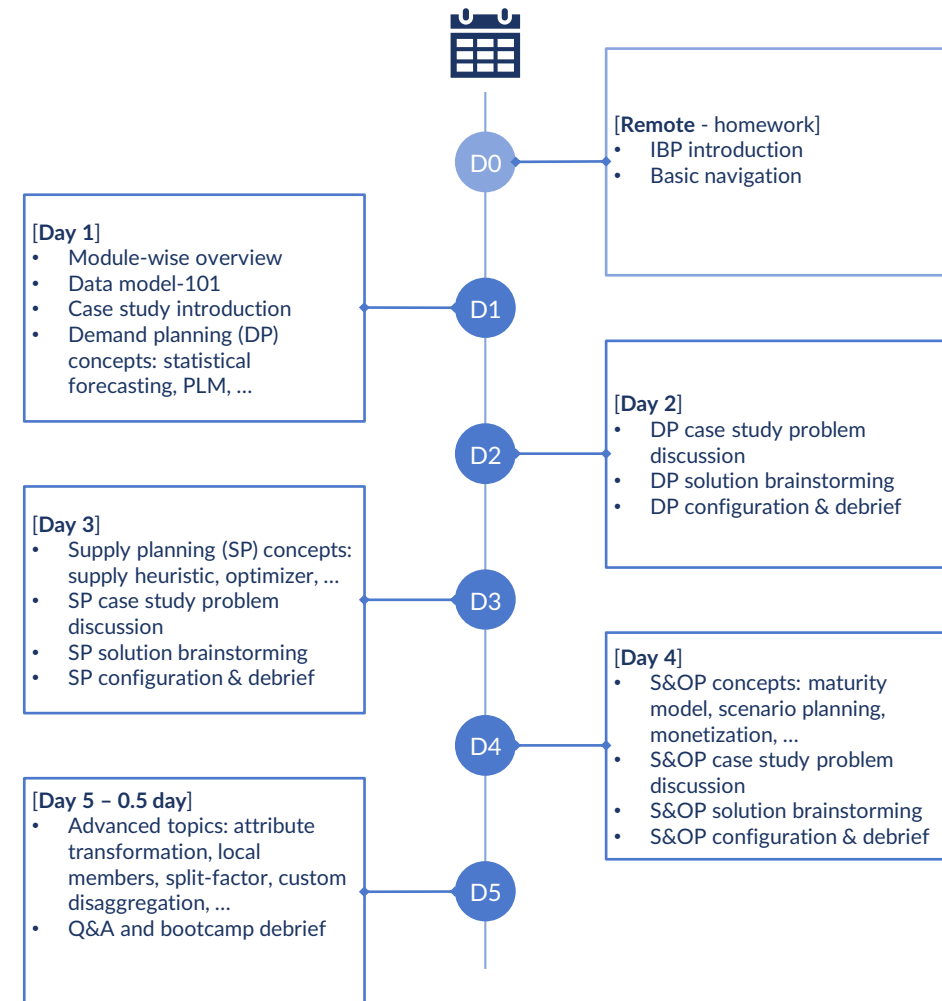 D0
[Remote - homework]
• IBP introduction
• Basic navigation
[Day 1]
• Module-wise overview
• Data model-101
• Case study introduction
• Demand planning (DP)
concepts: statistical
forecasting, PLM, ...
D1
D2
[Day 2]
• DP case study problem
discussion
• DP solution brainstorming
• DP configuration & debrief
[Day 3]
• Supply planning (SP) concepts:
supply heuristic, optimizer, ...
• SP case study problem
discussion
• SP solution brainstorming
• SP configuration & debrief
D3
D4
[Day 4]
• S&OP concepts: maturity
model, scenario planning,
monetization, ...
• S&OP case study problem
discussion
• S&OP solution brainstorming
• S&OP configuration & debrief
[Day 5 – 0.5 day]
• Advanced topics: attribute
transformation, local
members, split-factor, custom
disaggregation, ...
• Q&A and bootcamp debrief
D5